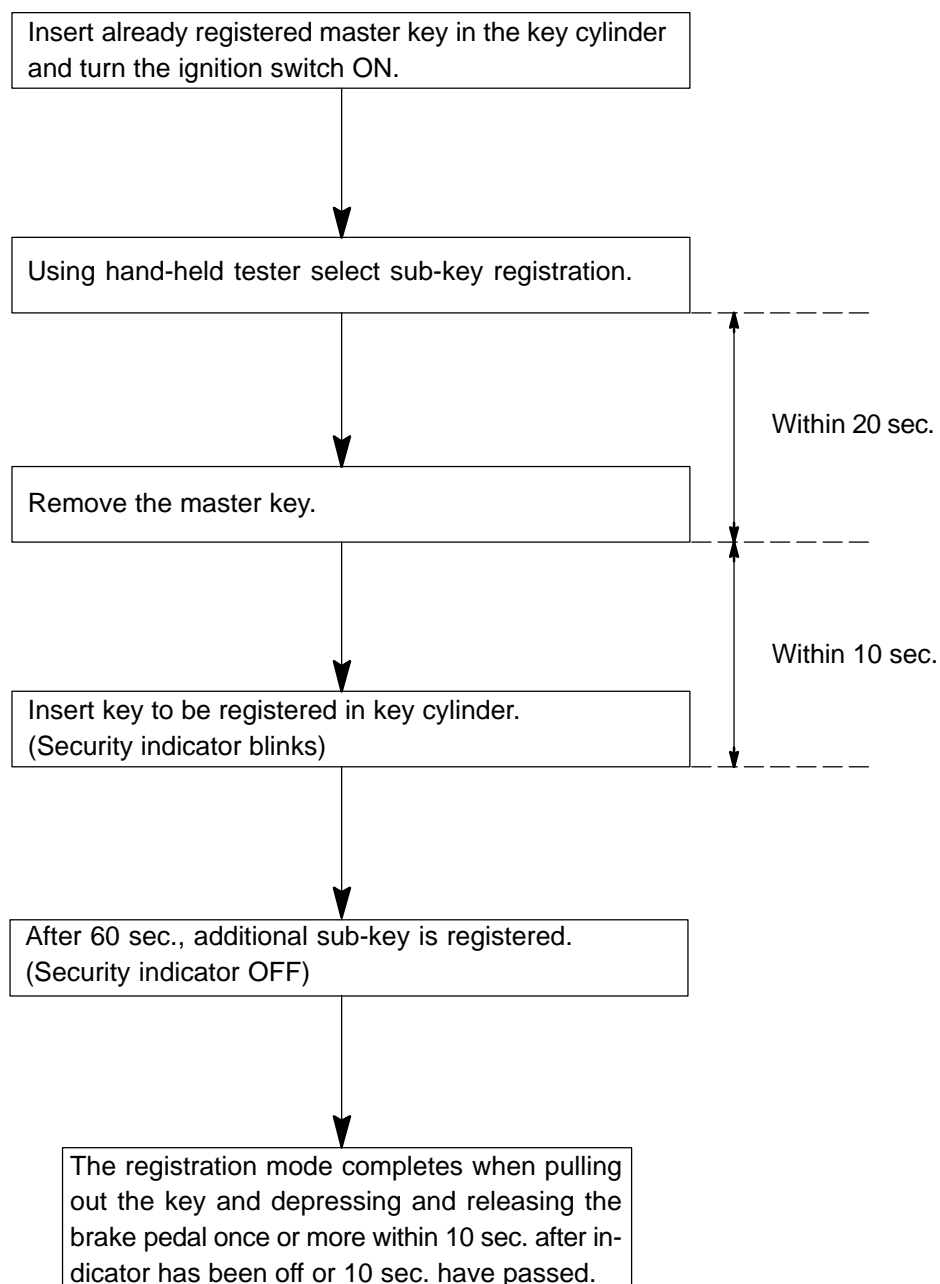 Insert already registered master key in the key cylinder
and turn the ignition switch ON.
Using hand-held tester select sub-key registration.
Within 20 sec.
Remove the master key.
Within 10 sec.
Insert key to be registered in key cylinder.
(Security indicator blinks)
After 60 sec., additional sub-key is registered.
(Security indicator OFF)
The registration mode completes when pulling
out the key and depressing and releasing the
brake pedal once or more within 10 sec. after in-
dicator has been off or 10 sec. have passed.